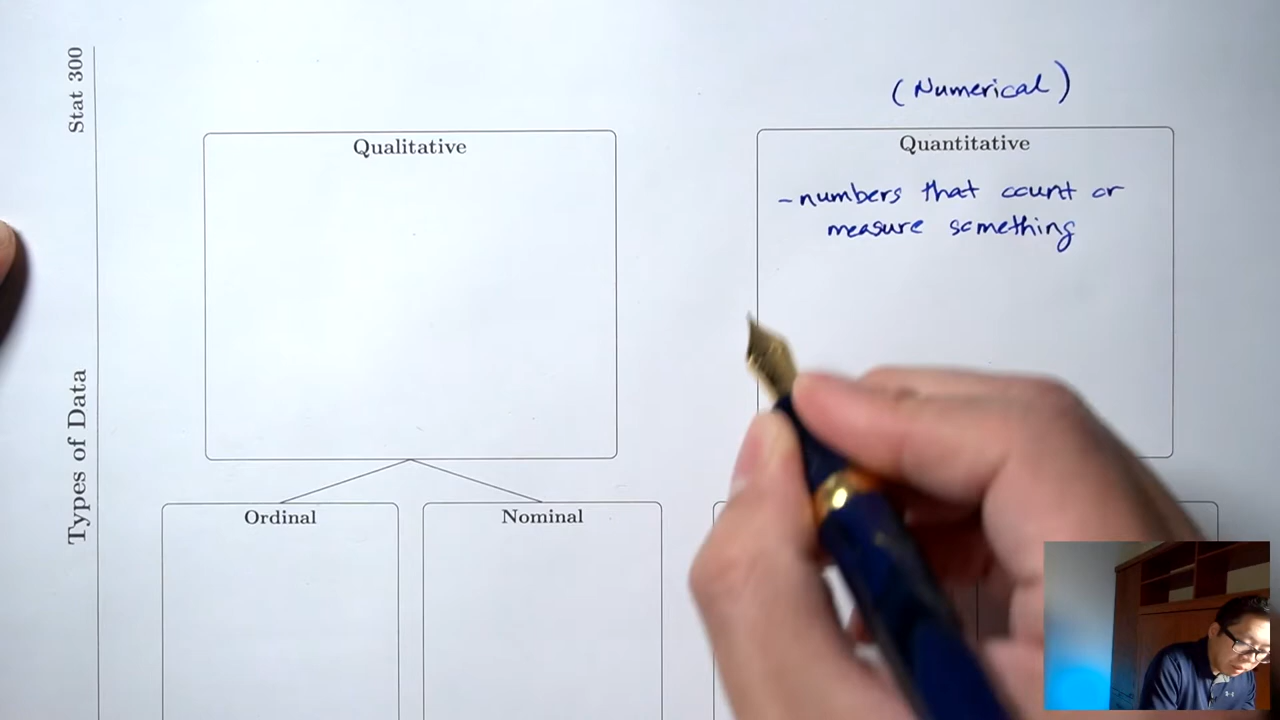 Stat 300
Types of Data
(Numerical)
Qualitative
Quantitative
- numbers that count or
measure something
Ordinal
Nominal